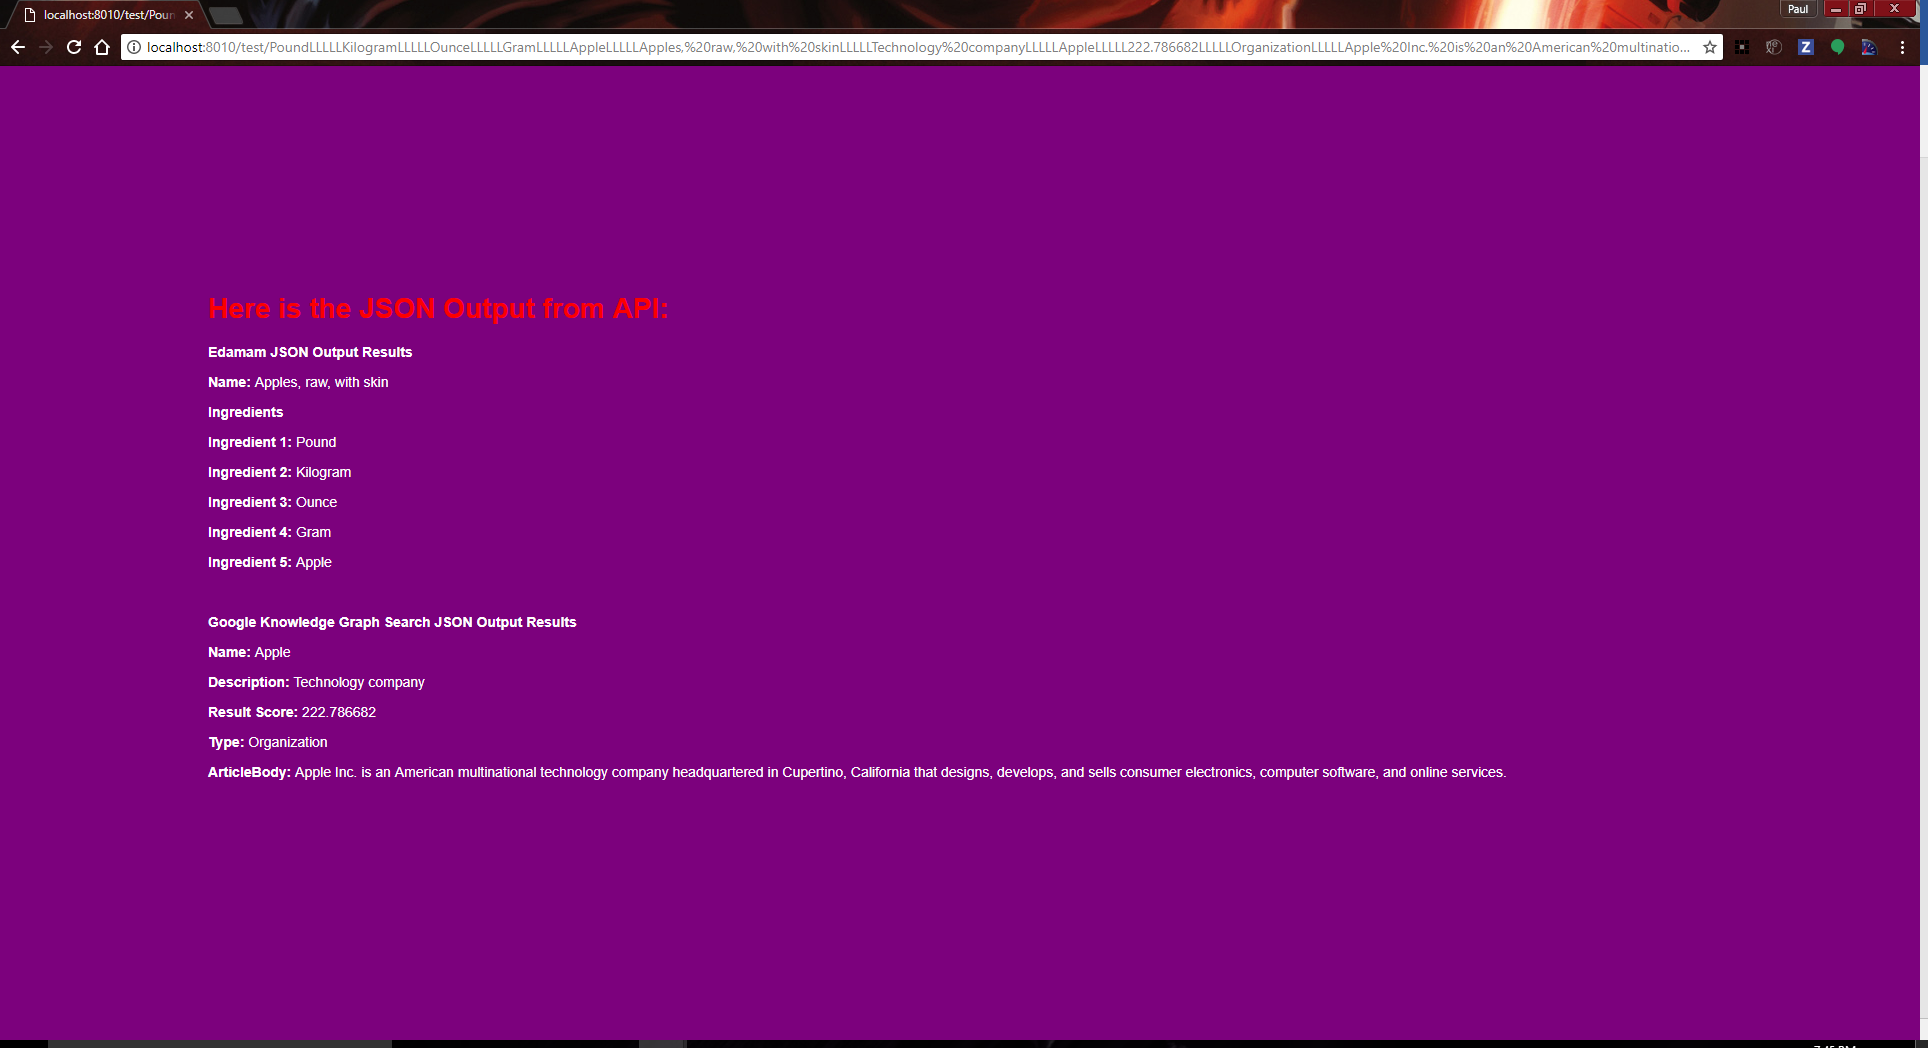 localhost:8010/test/Poun
Paul
localhost:8010/test/PoundLLLLLKilogramLLLLLOunceLLLLLGramLLLLLAppleLLLLLApples,%20raw,%20with%20skinLLLLLTechnology%20companyLLLLLAppleLLLLL222.786682LLLLLOrganizationLLLLLApple%20Inc.%20is%20an%20American%20multinatio...
Here is the JSON Output from API:
Edamam JSON Output Results
Name: Apples, raw, with skin
Ingredients
Ingredient 1: Pound
Ingredient 2: Kilogram
Ingredient 3: Ounce
Ingredient 4: Gram
Ingredient 5: Apple
Google Knowledge Graph Search JSON Output Results
Name: Apple
Description: Technology company
Result Score: 222.786682
Type: Organization
ArticleBody: Apple Inc. is an American multinational technology company headquartered in Cupertino, California that designs, develops, and sells consumer electronics, computer software, and online services.